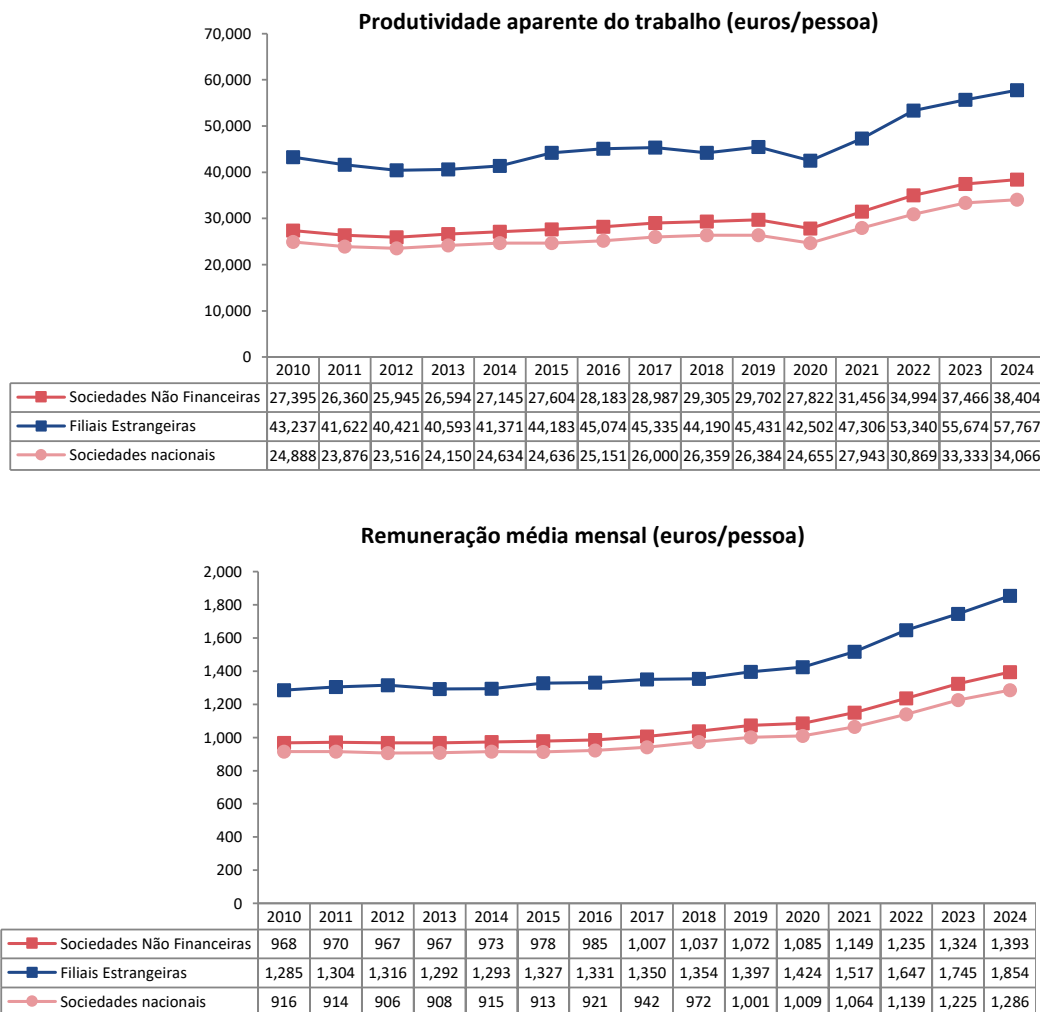 Produtividade aparente do trabalho (euros/pessoa)
70,000
60,000
50,000
40,000
30,000
20,000
10,000
0
2010 2011 2012 2013 2014 2015 2016 2017 2018 2019 2020 2021 2022 2023 2024
Sociedades Não Financeiras 27,395 26,360 25,945 26,594 27,145 27,604 28,183 28,987 29,305 29,702 27,822 31,456 34,994 37,466 38,404
Filiais Estrangeiras 43,237 41,622 40,421 40,593 41,371 44,183 45,074 45,335 44,190 45,431 42,502 47,306 53,340 55,674 57,767
Sociedades nacionais 24,888 23,876 23,516 24,150 24,634 24,636 25,151 26,000 26,359 26,384 24,655 27,943 30,869 33,333 34,066
Remuneração média mensal (euros/pessoa)
2,000
1,800
1,600
1,400
1,200
1,000
800
600
400
200
0
2010 2011 2012 2013 2014 2015 2016 2017 2018 2019 2020 2021 2022 2023 2024
Sociedades Não Financeiras 968 970 967 967 973 978 985 1,007 1,037 1,072 1,085 1,149 1,235 1,324 1,393
Filiais Estrangeiras 1,285 1,304 1,316 1,292 1,293 1,327 1,331 1,350 1,354 1,397 1,424 1,517 1,647 1,745 1,854
Sociedades nacionais 916 914 906 908 915 913 921 942 972 1,001 1,009 1,064 1,139 1,225 1,286